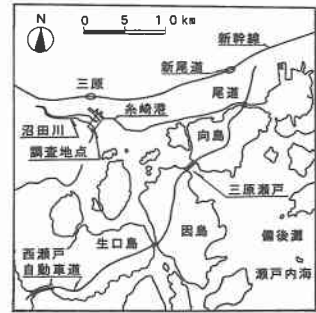 N
0 5 10km
新幹線
新尾道
三原
尾道
糸崎港
沼田川
向島
調査地点
三原瀬戸
因島
備後灘
生口島
西瀬戸
自動車道
瀬戸内海